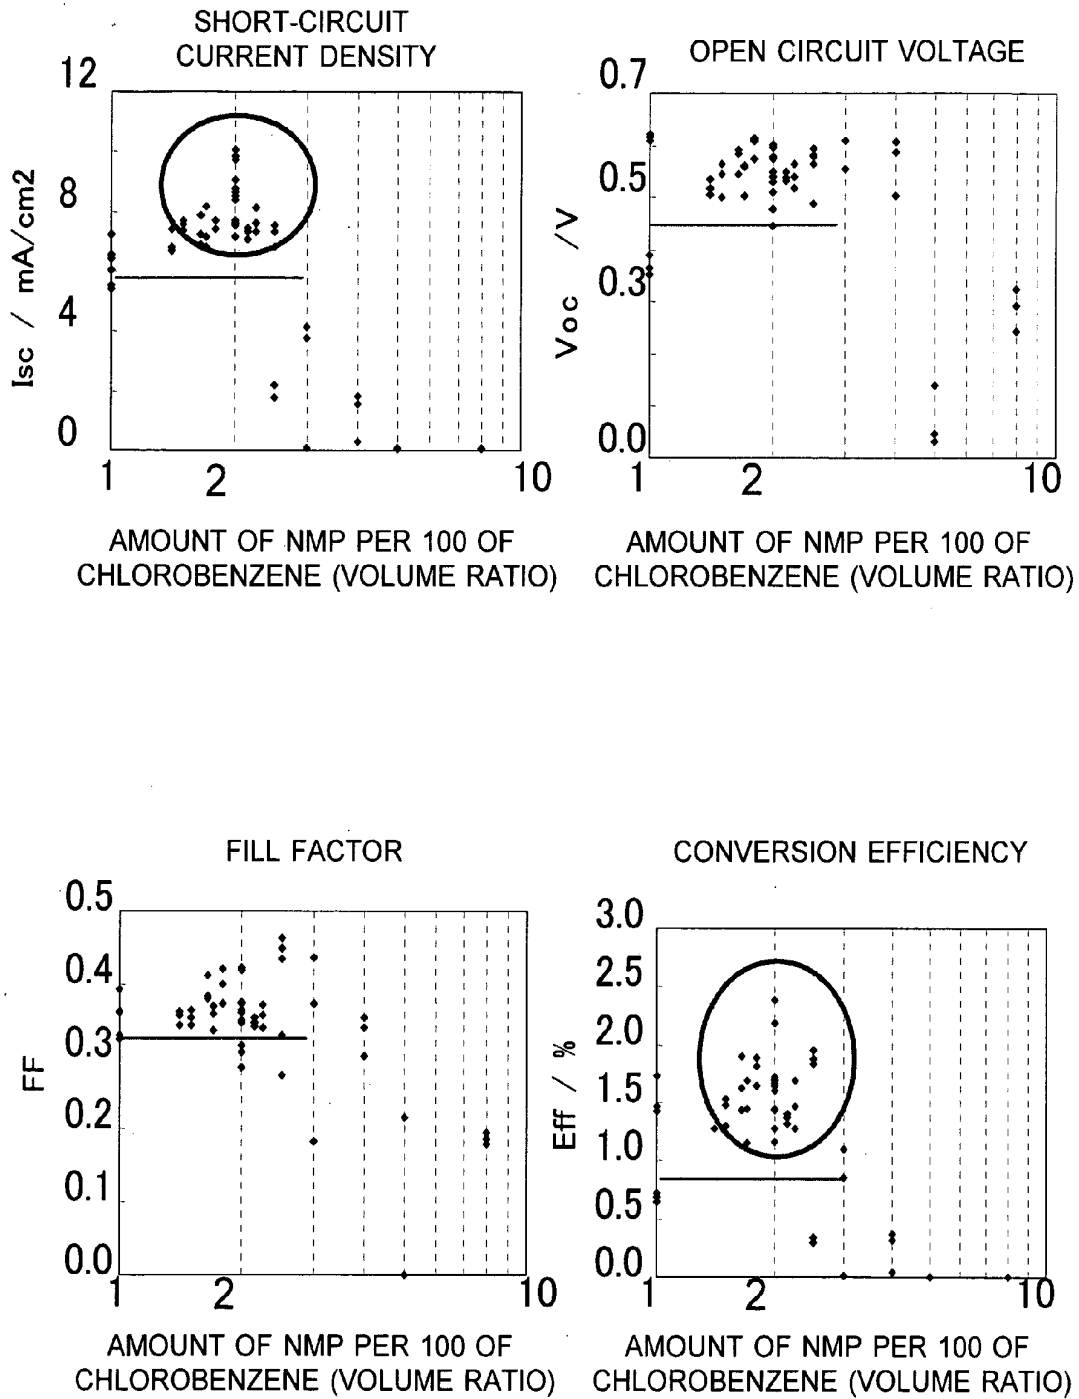 SHORT-CIRCUIT
CURRENT DENSITY
12
8
4
0
Isc / mA/cm2
1
2
10
AMOUNT OF NMP PER 100 OF
CHLOROBENZENE (VOLUME RATIO)
OPEN CIRCUIT VOLTAGE
0.7
0.5
0.3
0.0
Voc /V
1
2
10
AMOUNT OF NMP PER 100 OF
CHLOROBENZENE (VOLUME RATIO)
FILL FACTOR
0.5
0.4
0.3
0.2
0.1
0.0
FF
1
2
10
AMOUNT OF NMP PER 100 OF
CHLOROBENZENE (VOLUME RATIO)
CONVERSION EFFICIENCY
3.0
2.5
2.0
1.5
1.0
0.5
0.0
Eff / %
1
2
10
AMOUNT OF NMP PER 100 OF
CHLOROBENZENE (VOLUME RATIO)